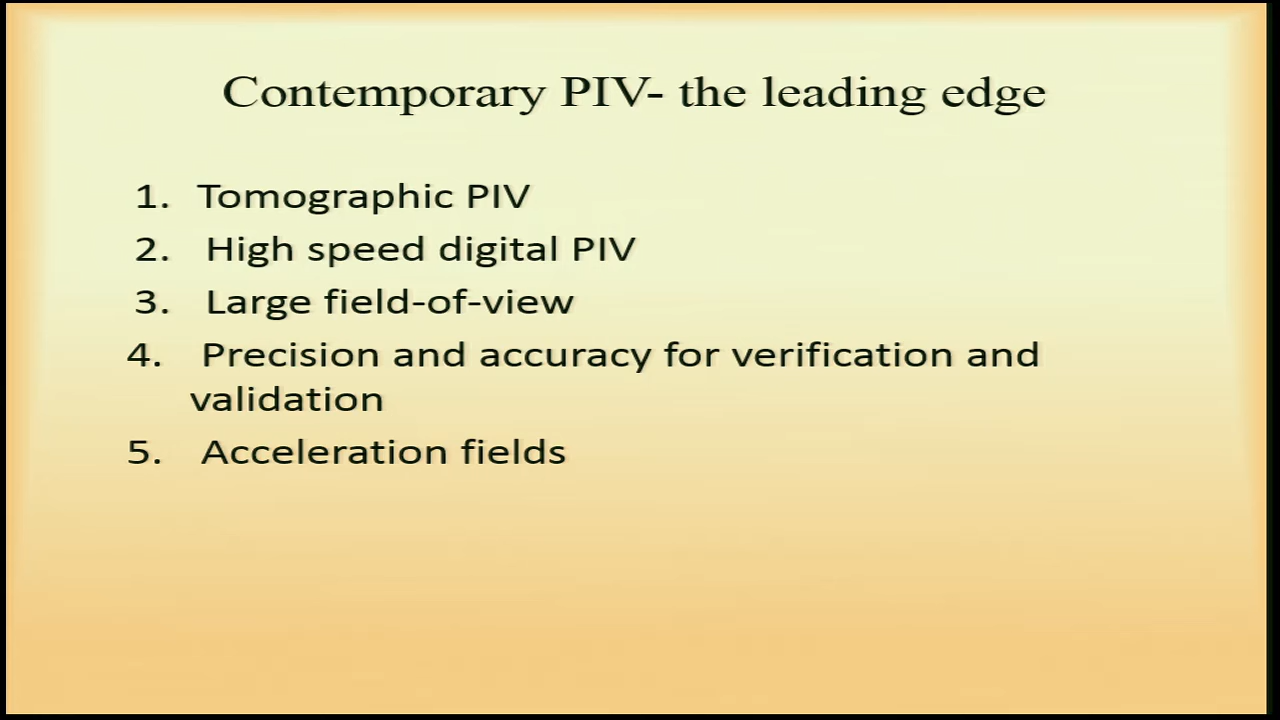 Contemporary PIV- the leading edge
1. Tomographic PIV
2. High speed digital PIV
3. Large field-of-view
4. Precision and accuracy for verification and
validation
5. Acceleration fields